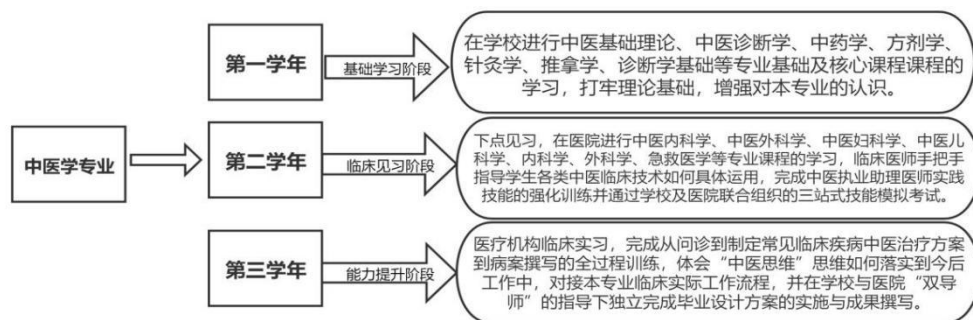 第一学年
基础学习阶段
在学校进行中医基础理论、中医诊断学、中药学、方剂学、
针灸学、推拿学、诊断学基础等专业基础及核心课程课程的
学习，打牢理论基础，增强对本专业的认识。
中医学专业
第二学年
临床见习阶段
下点见习，在医院进行中医内科学、中医外科学、中医妇科学、中医儿
科学、内科学、外科学、急救医学等专业课程的学习，临床医师手把手
指导学生各类中医临床技术如何具体运用，完成中医执业助理医师实践
技能的强化训练并通过学校及医院联合组织的三站式技能模拟考试。
第三学年
能力提升阶段
医疗机构临床实习，完成从问诊到制定常见临床疾病中医治疗方案
到病案撰写的全过程训练，体会“中医思维”思维如何落实到今后
工作中，对接本专业临床实际工作流程，并在学校与医院“双导
师”的指导下独立完成毕业设计方案的实施与成果撰写。